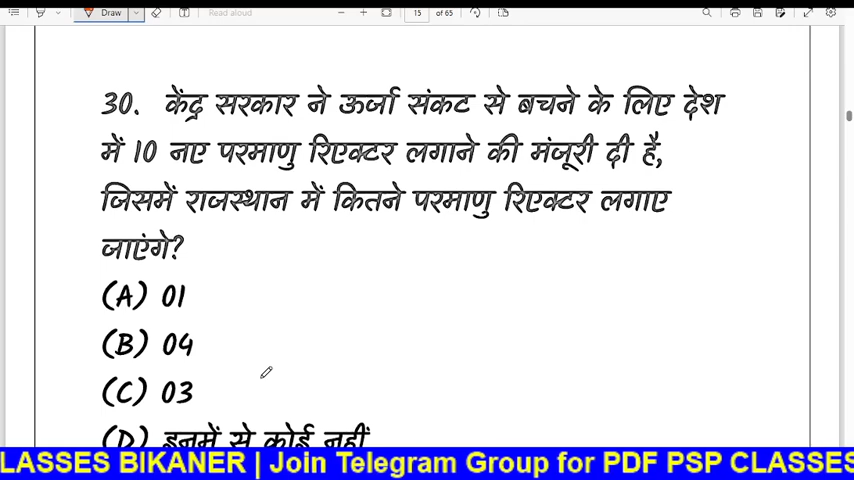 Draw
Read aloud
15 of 65
30. केंद्र सरकार ने ऊर्जा संकट से बचने के लिए देश
में 10 नए परमाणु रिएक्टर लगाने की मंजूरी दी है,
जिसमें राजस्थान में कितने परमाणु रिएक्टर लगाए
जाएंगे?
(A) 01
(B) 04
(C) 03
(D) इनमें से कोई नहीं
LASSES BIKANER | Join Telegram Group for PDF PSP CLASSES